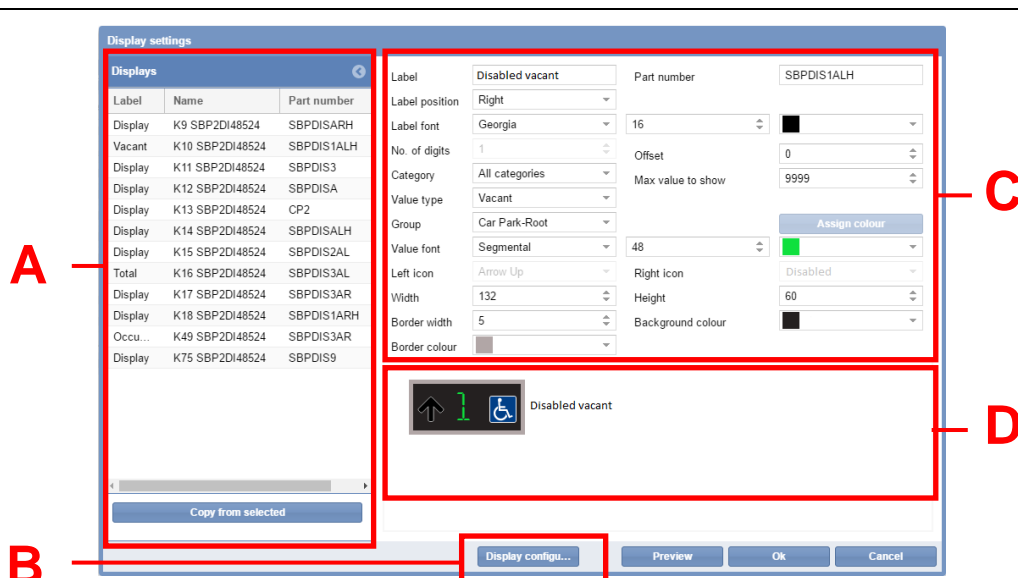 Display settings
Displays
Label Name Part number
Display K9 SBP2DI48524 SBPDISARH
Vacant K10 SBP2DI48524 SBPDIS1ALH
Display K11 SBP2DI48524 SBPDIS3
Display K12 SBP2DI48524 SBPDISA
Display K13 SBP2DI48524 CP2
Display K14 SBP2DI48524 SBPDISALH
Display K15 SBP2DI48524 SBPDIS2AL
Total K16 SBP2DI48524 SBPDIS3AL
Display K17 SBP2DI48524 SBPDIS3AR
Display K18 SBP2DI48524 SBPDIS1ARH
Occu... K49 SBP2DI48524 SBPDIS3AR
Display K75 SBP2DI48524 SBPDIS9
Copy from selected
A
Label Disabled vacant Part number SBPDIS1ALH
Label position Right
Label font Georgia 16
No. of digits 1 Offset 0
Category All categories Max value to show 9999
Value type Vacant
Group Car Park-Root Assign colour
Value font Segmental 48
Left icon Arrow Up Right icon Disabled
Width 132 Height 60
Border width 5 Background colour
Border colour
C
1 Disabled vacant
D
B
Display configu... Preview Ok Cancel